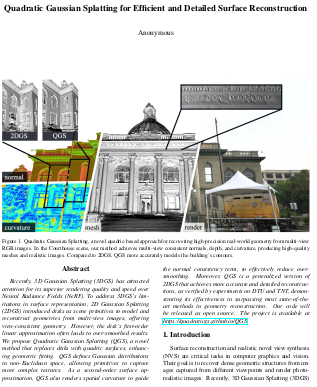 Quadratic Gaussian Splatting for Efficient and Detailed Surface Reconstruction
Anonymous
2DGS
QGS
normal
curvature
mesh
render
Figure 1. Quadratic Gaussian Splatting, a novel quadric-based approach for recovering high-precision real-world geometry from multi-view
RGB images. In the Courthouse scene, our method achieves multi-view consistent normals, depth, and curvature, producing high-quality
meshes and realistic images. Compared to 2DGS, QGS more accurately models the building's contours.
Abstract
Recently, 3D Gaussian Splatting (3DGS) has attracted
attention for its superior rendering quality and speed over
Neural Radiance Fields (NeRF). To address 3DGS's lim-
itations in surface representation, 2D Gaussian Splatting
(2DGS) introduced disks as scene primitives to model and
reconstruct geometries from multi-view images, offering
view-consistent geometry. However, the disk's first-order
linear approximation often leads to over-smoothed results.
We propose Quadratic Gaussian Splatting (QGS), a novel
method that replaces disks with quadric surfaces, enhanc-
ing geometric fitting. QGS defines Gaussian distributions
in non-Euclidean space, allowing primitives to capture
more complex textures. As a second-order surface ap-
proximation, QGS also renders spatial curvature to guide
the normal consistency term, to effectively reduce over-
smoothing. Moreover, QGS is a generalized version of
2DGS that achieves more accurate and detailed reconstruc-
tions, as verified by experiments on DTU and TNT, demon-
strating its effectiveness in surpassing most state-of-the-
art methods in geometry reconstruction. Our code will
be released as open source. The project is available at
https://quadraticgs.github.io/QGS.
1. Introduction
Surface reconstruction and realistic novel view synthesis
(NVS) are critical tasks in computer graphics and vision.
Their goal is to recover dense geometric structures from im-
ages captured from different viewpoints and render photo-
realistic images. Recently, 3D Gaussian Splatting (3DGS)